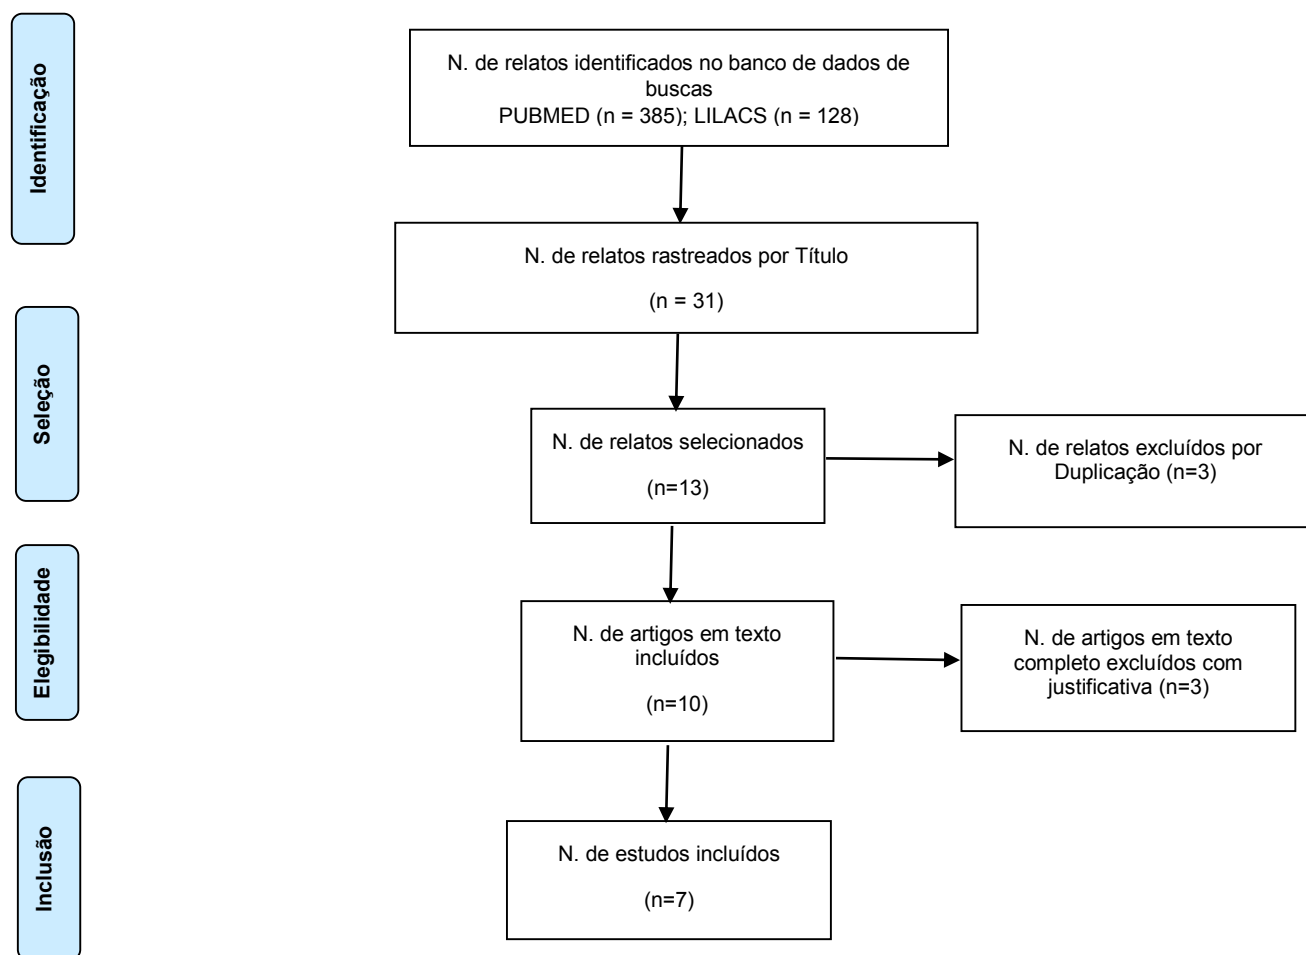 Identificação
N. de relatos identificados no banco de dados de
buscas
PUBMED (n = 385); LILACS (n = 128)
N. de relatos rastreados por Título
(n = 31)
Seleção
N. de relatos selecionados
(n=13)
N. de relatos excluídos por
Duplicação (n=3)
Elegibilidade
N. de artigos em texto
incluídos
(n=10)
N. de artigos em texto
completo excluídos com
justificativa (n=3)
Inclusão
N. de estudos incluídos
(n=7)